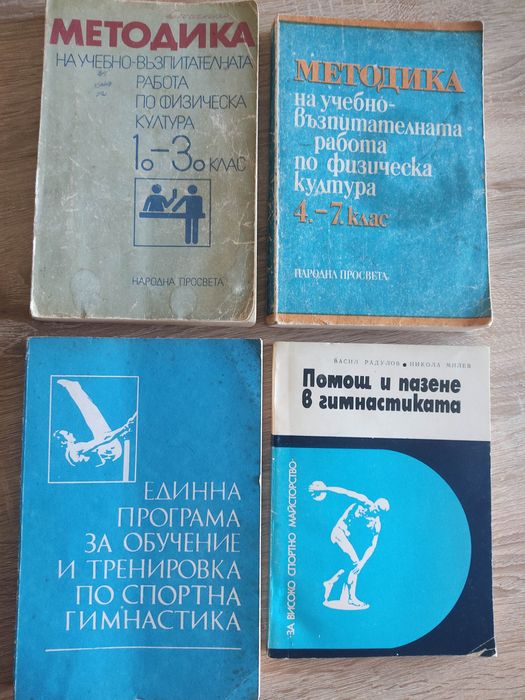 МЕТОДИКА
НА УЧЕБНО-ВЪЗПИТАТЕЛНАТА
РАБОТА
ПО ФИЗИЧЕСКА
КУЛТУРА
1.-3. КЛАС
НАРОДНА ПРОСВЕТА
МЕТОДИКА
на учебно-
възпитателната
работа
по физическа
култура
4.-7. клас
НАРОДНА ПРОСВЕТА
ЕДИННА
ПРОГРАМА
ЗА ОБУЧЕНИЕ
И ТРЕНИРОВКА
ПО СПОРТНА
ГИМНАСТИКА
ВАСИЛ РАДУЛОВ • НИКОЛА МИЛЕВ
Помощ и пазене
в гимнастиката
ЗА ВИСОКО СПОРТНО МАЙСТОРСТВО